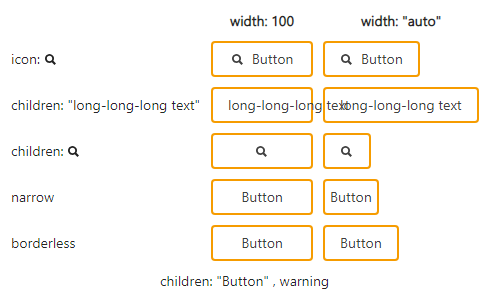 width: 100 width: "auto"
icon: Button Button
children: "long-long-long text" long-long-long text long-long-long text
children:
narrow Button Button
borderless Button Button
children: "Button" , warning